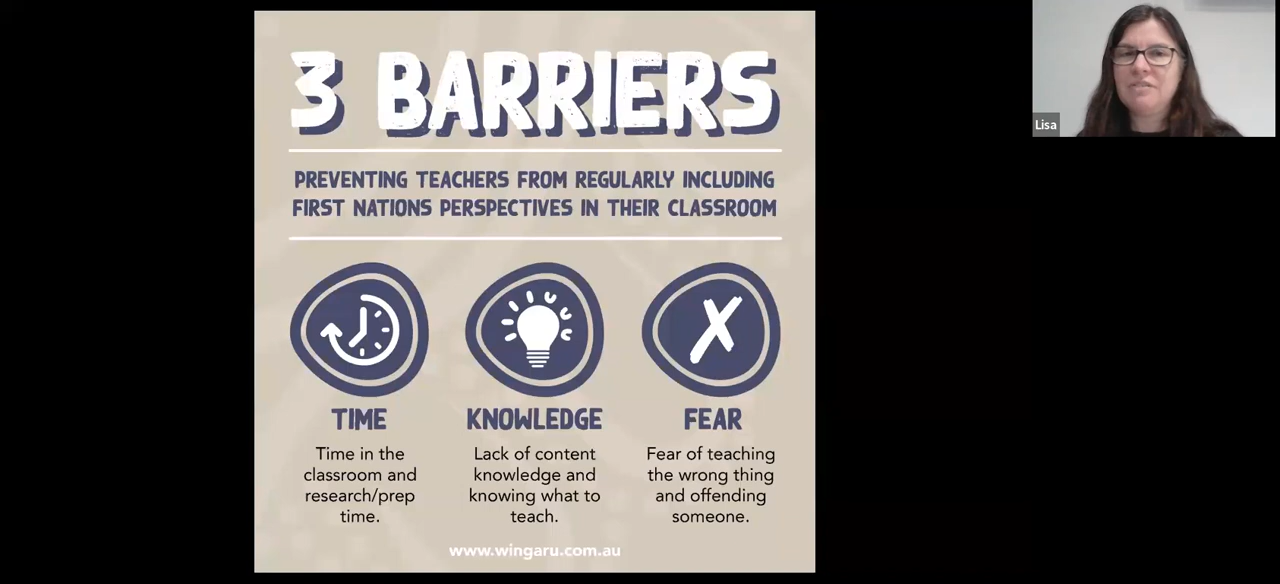 3 BARRIERS
PREVENTING TEACHERS FROM REGULARLY INCLUDING
FIRST NATIONS PERSPECTIVES IN THEIR CLASSROOM
TIME
Time in the
classroom and
research/prep
time.
KNOWLEDGE
Lack of content
knowledge and
knowing what to
teach.
FEAR
Fear of teaching
the wrong thing
and offending
someone.
www.wingaru.com.au
Lisa